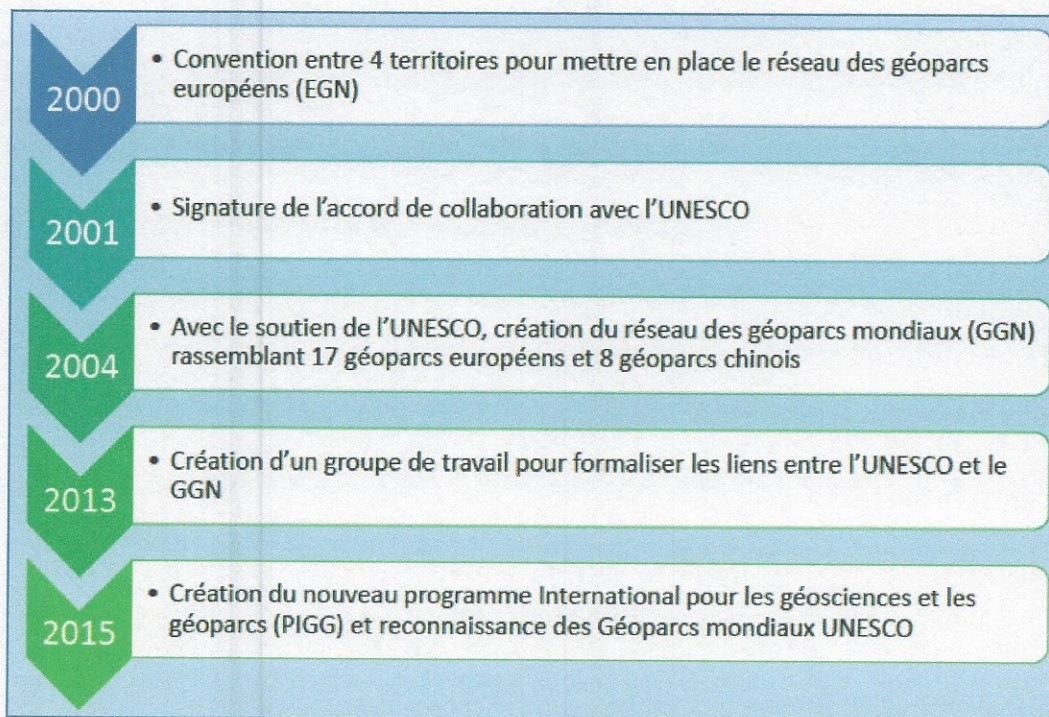 2000
• Convention entre 4 territoires pour mettre en place le réseau des géoparcs
européens (EGN)
2001
• Signature de l'accord de collaboration avec l'UNESCO
2004
• Avec le soutien de l'UNESCO, création du réseau des géoparcs mondiaux (GGN)
rassemblant 17 géoparcs européens et 8 géoparcs chinois
2013
• Création d'un groupe de travail pour formaliser les liens entre l'UNESCO et le
GGN
2015
• Création du nouveau programme International pour les géosciences et les
géoparcs (PIGG) et reconnaissance des Géoparcs mondiaux UNESCO